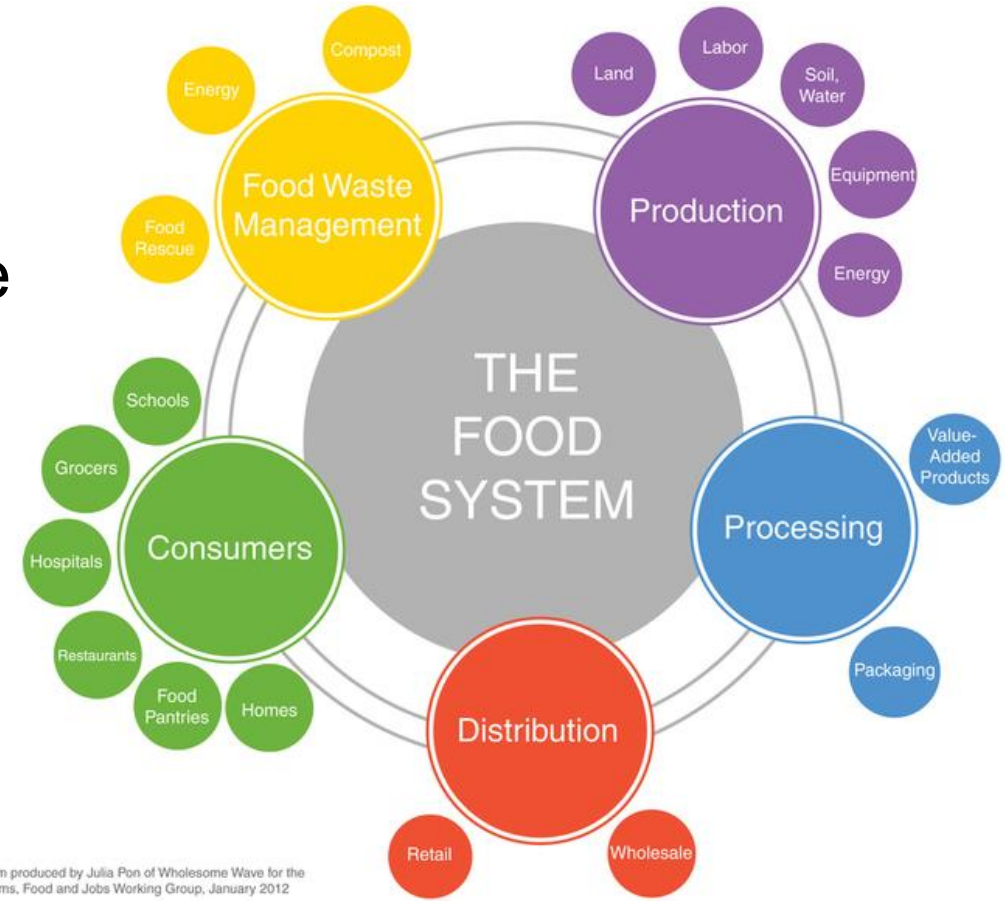 Compost
Energy
Food Waste
Management
Food
Rescue
Land
Labor
Soil,
Water
Equipment
Energy
Production
e
THE
FOOD
SYSTEM
Schools
Grocers
Hospitals
Restaurants
Food
Pantries
Homes
Consumers
Value-
Added
Products
Processing
Packaging
Distribution
Retail
Wholesale
m produced by Julia Pon of Wholesome Wave for the
ms, Food and Jobs Working Group, January 2012